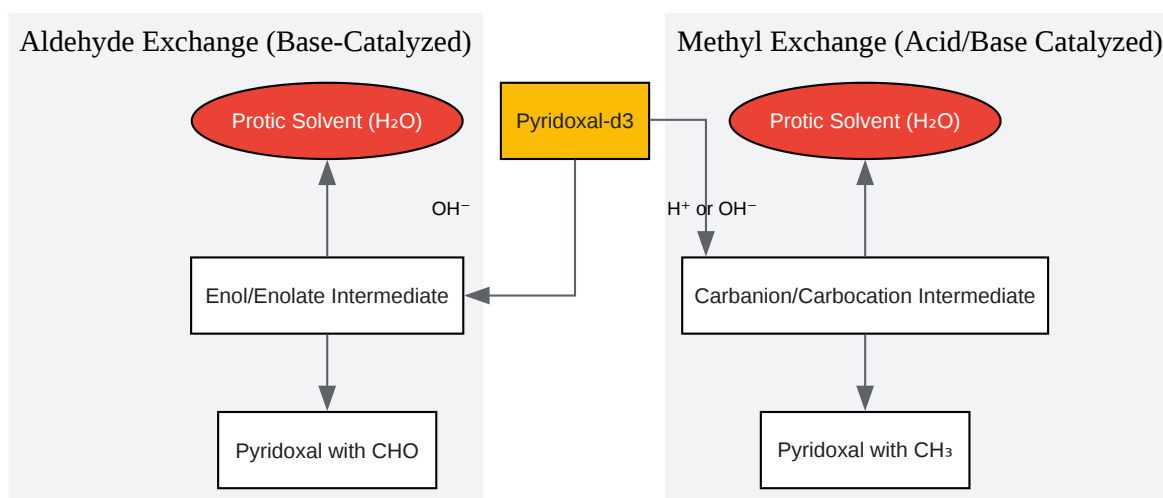 Aldehyde Exchange (Base-Catalyzed)
Protic Solvent (H₂O)
OH⁻
Enol/Enolate Intermediate
Pyridoxal with CHO
Pyridoxal-d3
Methyl Exchange (Acid/Base Catalyzed)
Protic Solvent (H₂O)
H⁺ or OH⁻
Carbanion/Carbocation Intermediate
Pyridoxal with CH₃